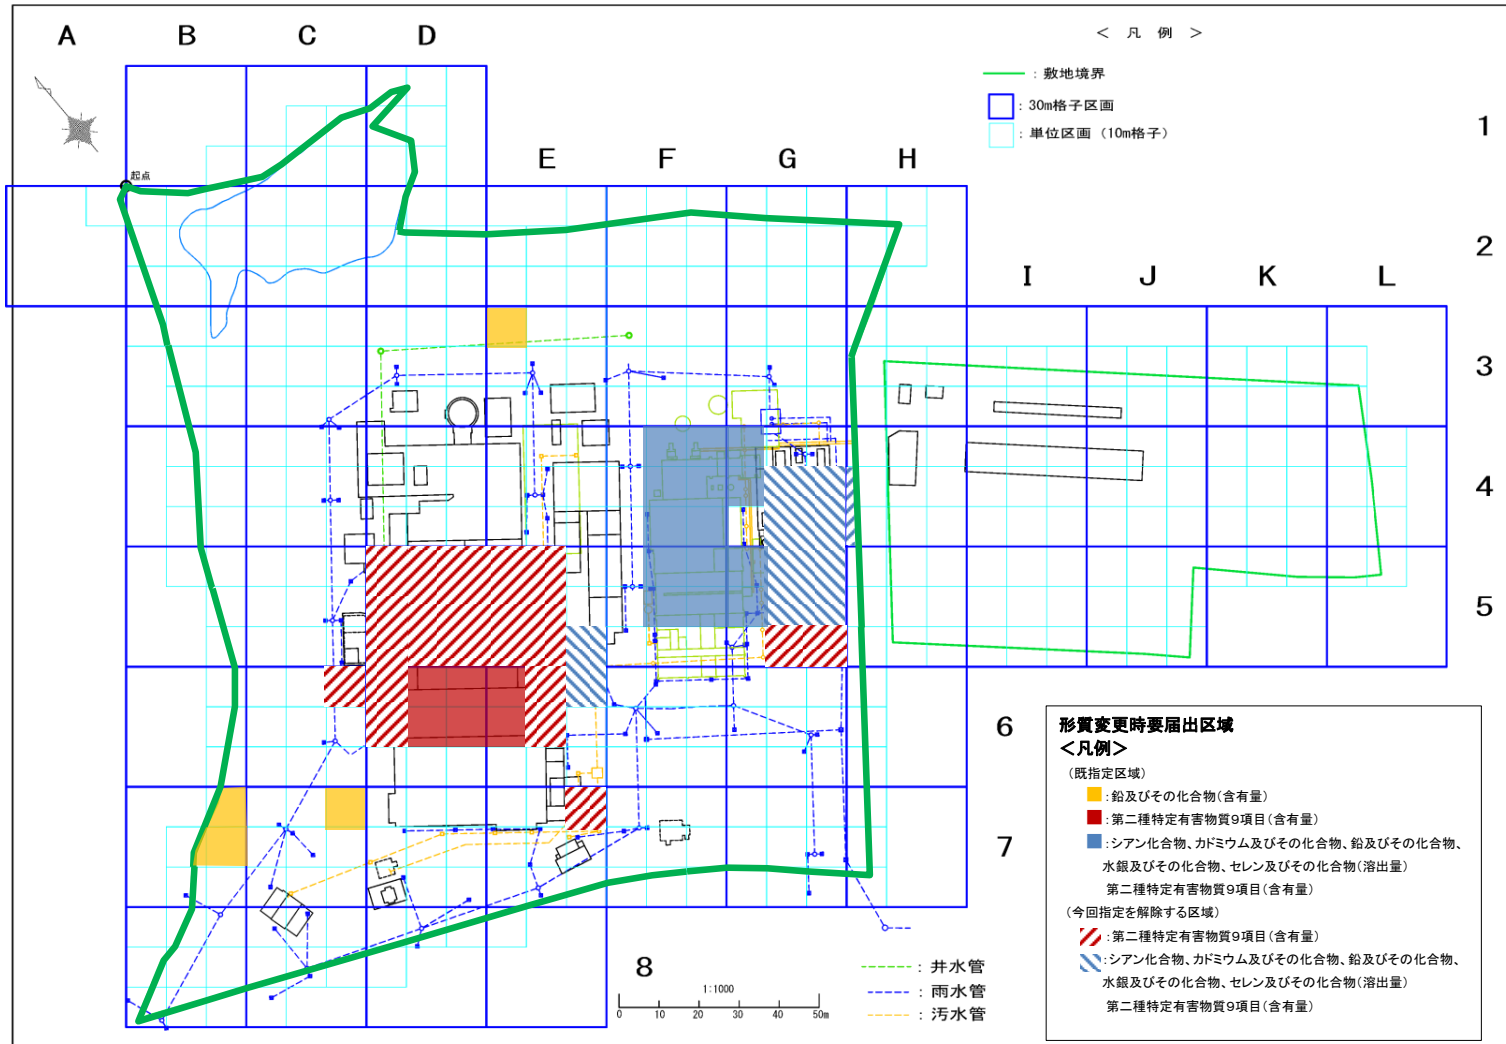 A B C D
＜ 凡 例 ＞
：敷地境界
：30m格子区画
：単位区画（10m格子）
1
E F G H
起点
2
I J K L
3
4
5
6
7
8
形質変更時要届出区域
＜凡例＞
（既指定区域）
：鉛及びその化合物（含有量）
：第二種特定有害物質9項目（含有量）
：シアン化合物、カドミウム及びその化合物、鉛及びその化合物、
水銀及びその化合物、セレン及びその化合物（溶出量）
第二種特定有害物質9項目（含有量）
（今回指定を解除する区域）
：第二種特定有害物質9項目（含有量）
：シアン化合物、カドミウム及びその化合物、鉛及びその化合物、
水銀及びその化合物、セレン及びその化合物（溶出量）
第二種特定有害物質9項目（含有量）
：井水管
：雨水管
：汚水管
1:1000
0 10 20 30 40 50m